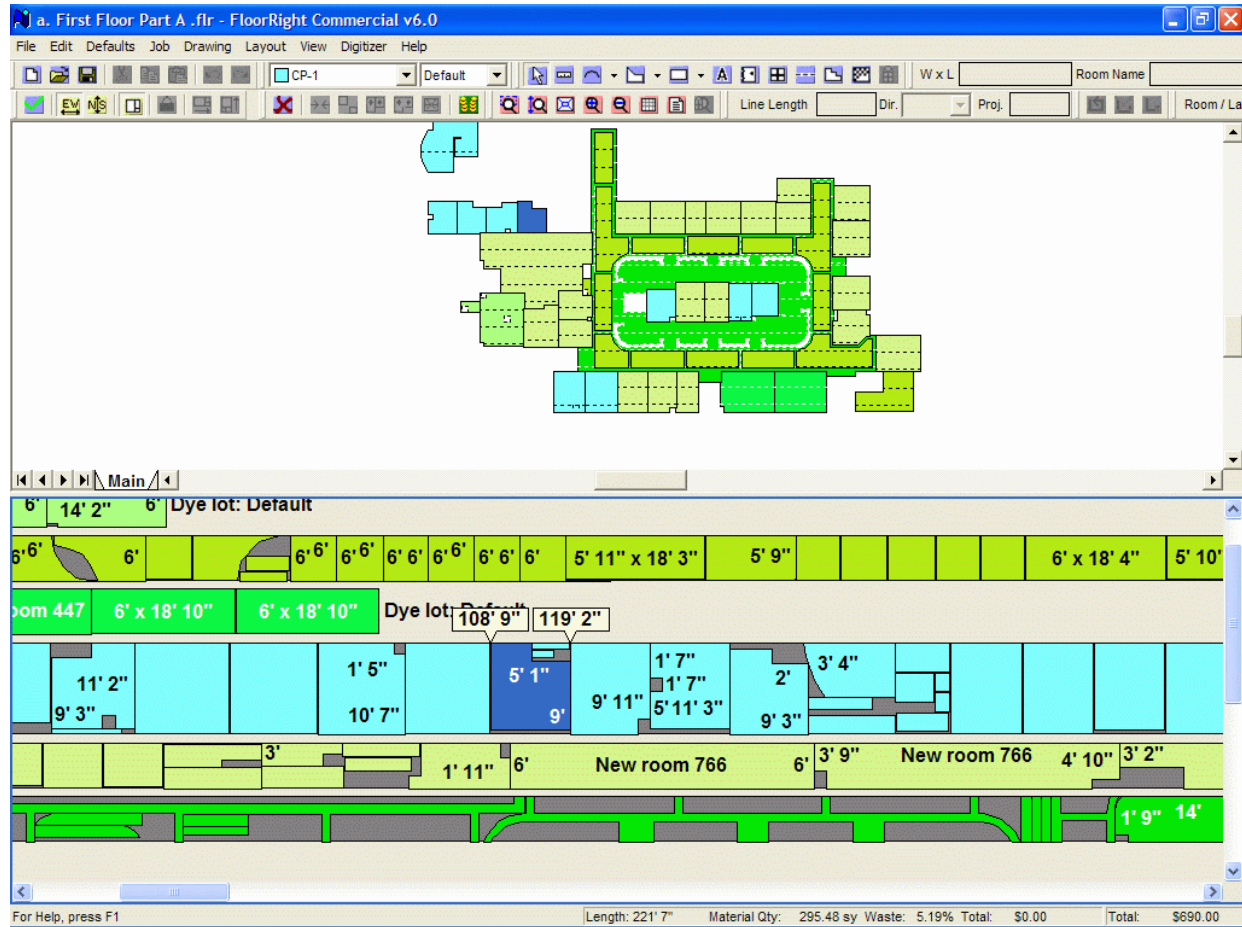 a. First Floor Part A .flr - FloorRight Commercial v6.0
File Edit Defaults Job Drawing Layout View Digitizer Help
CP-1 Default A W x L Room Name
EW NS Line Length Dir. Proj. Room / La
Main
6' 14' 2" 6' Dye lot: Default
6' 6' 6' 6' 6' 6' 6' 6' 6' 6' 6' 6' 6' 6' 5' 11" x 18' 3" 5' 9" 6' x 18' 4" 5' 10'
oom 447 6' x 18' 10" 6' x 18' 10" Dye lot: Default
108' 9" 119' 2"
11' 2" 1' 5" 5' 1" 1' 7" 3' 4"
1' 7" 2'
9' 3" 10' 7" 9' 9' 11" 5' 11' 3" 9' 3"
3' 1' 11" 6' New room 766 6' 3' 9" New room 766 4' 10" 3' 2"
1' 9" 14'
For Help, press F1 Length: 221' 7" Material Qty: 295.48 sy Waste: 5.19% Total: $0.00 Total: $690.00